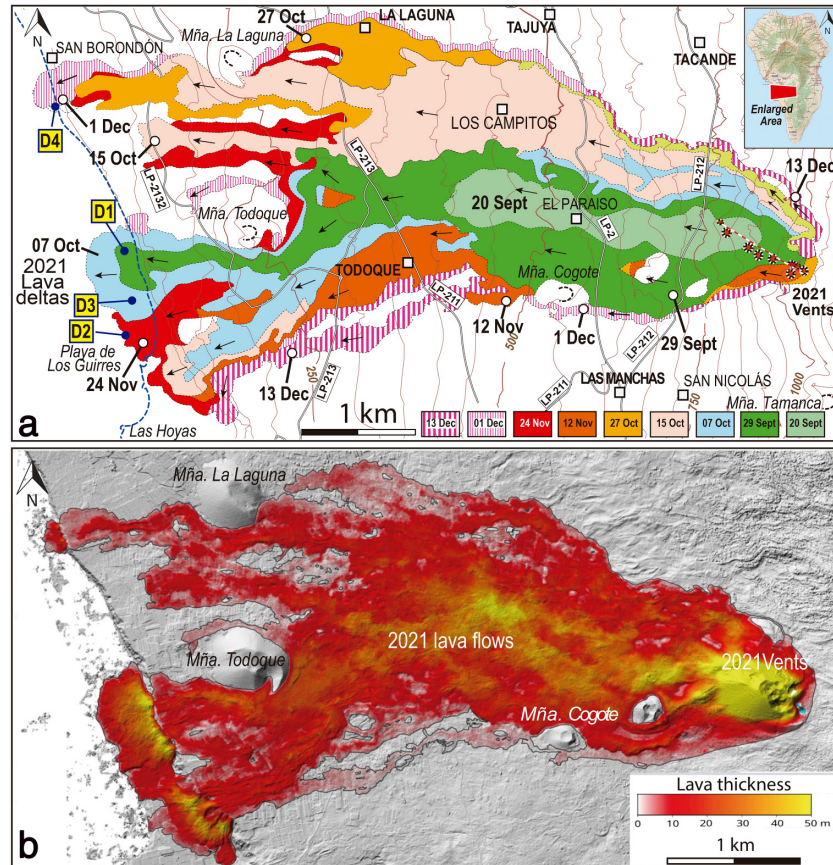 27 Oct
LA LAGUNA
TAJUYA
TACANDE
N
SAN BORONDÓN
Mña. La Laguna
Enlarged
Area
D4
1 Dec
15 Oct
LP-2132
LP-213
LOS CAMPITOS
LP-212
13 Dec
D1
07 Oct
2021
Lava
deltas
Mña. Todoque
20 Sept
EL PARAISO
LP-2
D3
D2
TODOQUE
Mña. Cogote
2021
Vents
Playa de
Los Guirres
24 Nov
LP-211
12 Nov
1 Dec
29 Sept
LP-212
13 Dec
250
LP-213
500
LP-211
LAS MANCHAS
SAN NICOLÁS
750
1000
Mña. Tamanca
Las Hoyas
1 km
13 Dec
01 Dec
24 Nov
12 Nov
27 Oct
15 Oct
07 Oct
29 Sept
20 Sept
a
N
Mña. La Laguna
2021 lava flows
2021Vents
Mña. Todoque
Mña. Cogote
Lava thickness
0 10 20 30 40 50 m
1 km
b